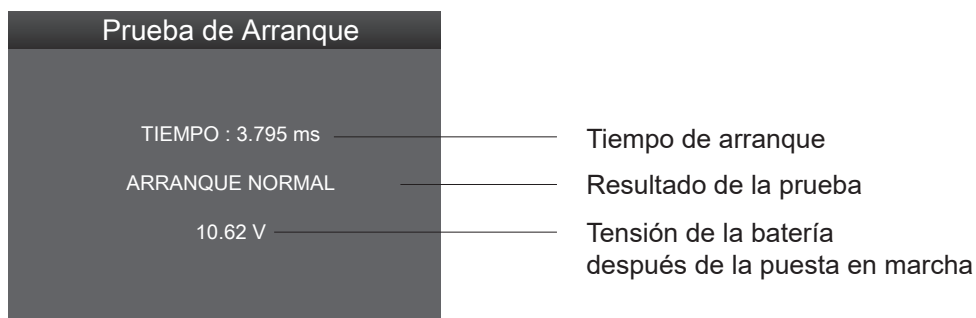 Prueba de Arranque
TIEMPO : 3.795 ms
Tiempo de arranque
ARRANQUE NORMAL
Resultado de la prueba
10.62 V
Tensión de la batería
después de la puesta en marcha